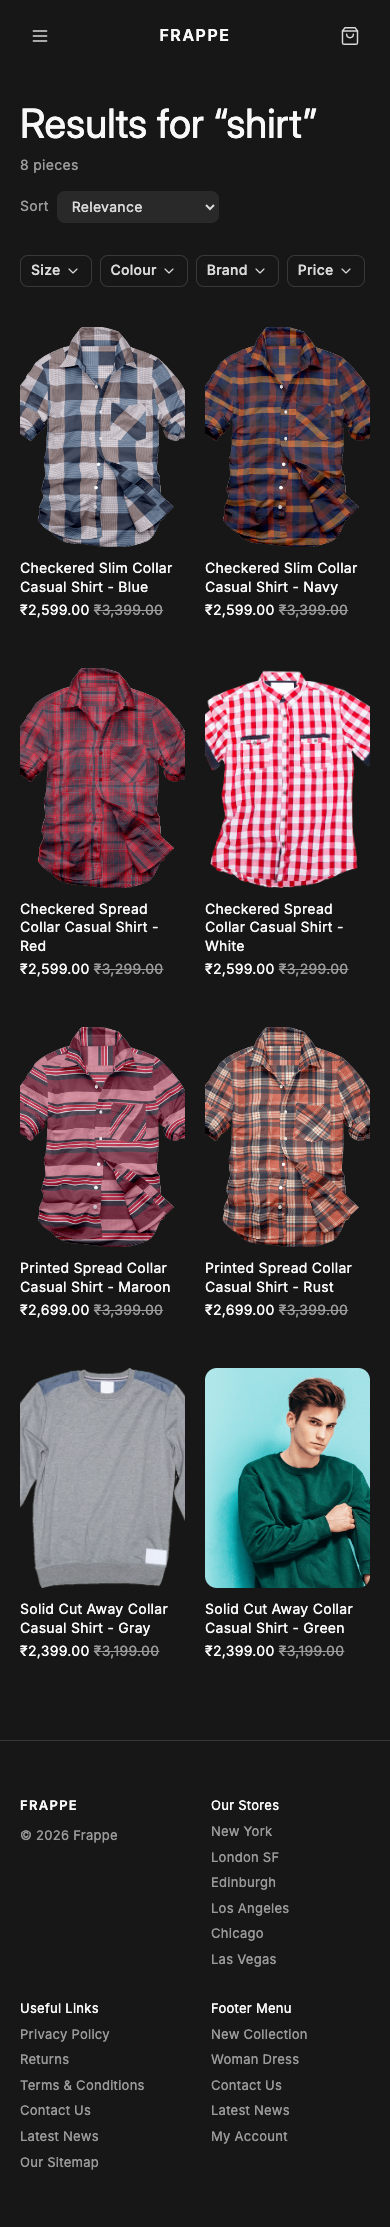 FRAPPE
Results for “shirt”
8 pieces
Sort
Relevance
Size
Colour
Brand
Price
Checkered Slim Collar
Casual Shirt - Blue
₹2,599.00 ₹3,399.00
Checkered Slim Collar
Casual Shirt - Navy
₹2,599.00 ₹3,399.00
Checkered Spread
Collar Casual Shirt -
Red
₹2,599.00 ₹3,299.00
Checkered Spread
Collar Casual Shirt -
White
₹2,599.00 ₹3,299.00
Printed Spread Collar
Casual Shirt - Maroon
₹2,699.00 ₹3,399.00
Printed Spread Collar
Casual Shirt - Rust
₹2,699.00 ₹3,399.00
Solid Cut Away Collar
Casual Shirt - Gray
₹2,399.00 ₹3,199.00
Solid Cut Away Collar
Casual Shirt - Green
₹2,399.00 ₹3,199.00
FRAPPE
© 2026 Frappe
Our Stores
New York
London SF
Edinburgh
Los Angeles
Chicago
Las Vegas
Useful Links
Privacy Policy
Returns
Terms & Conditions
Contact Us
Latest News
Our Sitemap
Footer Menu
New Collection
Woman Dress
Contact Us
Latest News
My Account